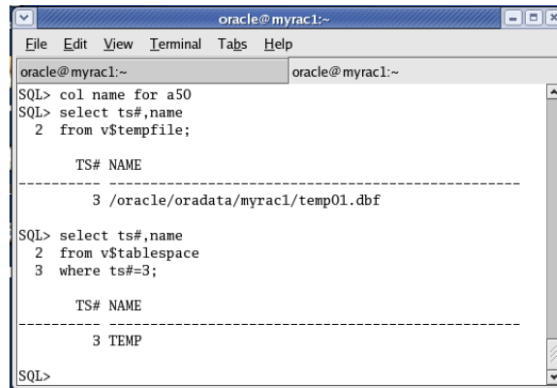 oracle@myrac1:~
File Edit View Terminal Tabs Help
oracle@myrac1:~ oracle@myrac1:~
SQL> col name for a50
SQL> select ts#,name
  2  from v$tempfile;
       TS# NAME
---------- --------------------------------------------------
         3 /oracle/oradata/myrac1/temp01.dbf
SQL> select ts#,name
  2  from v$tablespace
  3  where ts#=3;
       TS# NAME
---------- --------------------------------------------------
         3 TEMP
SQL>